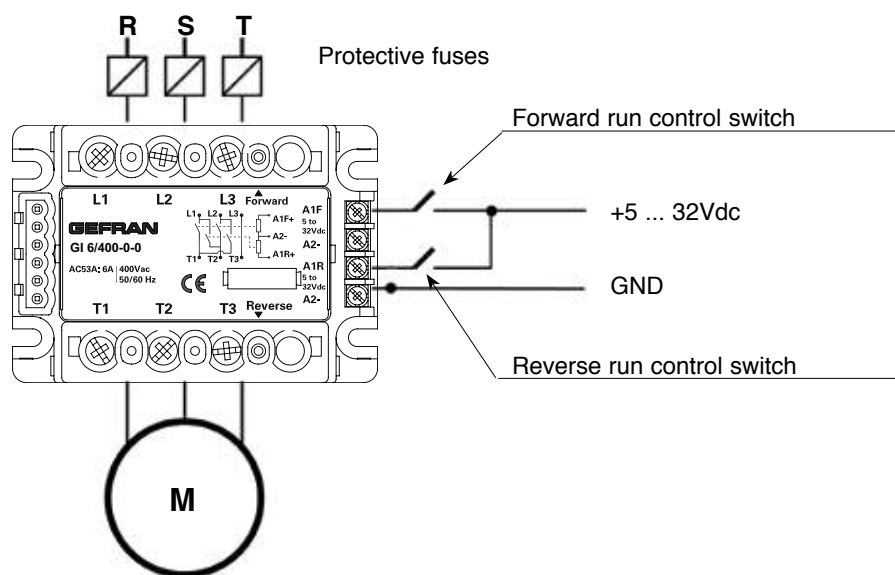 R S T
Protective fuses
Forward run control switch
L1 L2 L3 Forward
GEFRAN
GI 6/400-0-0
AC53A; 6A 400Vac
50/60 Hz
CE
L1 L2 L3
A1F+
A2-
A1R+
T1 T2 T3
A1F
5 to
32Vdc
A2-
A1R
5 to
32Vdc
A2-
T1 T2 T3 Reverse
+5 ... 32Vdc
GND
Reverse run control switch
M